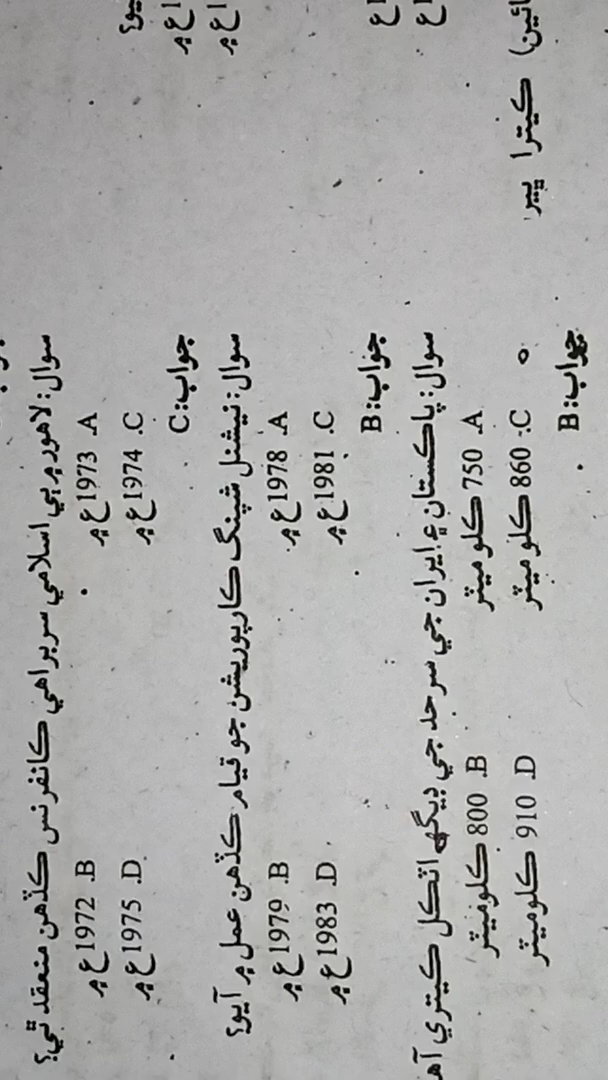 سوال: لاهور ۾ ٻي اسلامي سربراهي ڪانفرنس ڪڏهن منعقد ٿي؟
A. 1973ع ۾ B. 1972ع ۾
C. 1974ع ۾ D. 1975ع ۾
جواب: C
سوال: نيشنل شپنگ ڪارپوريشن جو قيام ڪڏهن عمل ۾ آيو؟
A. 1978ع ۾ B. 1979ع ۾
C. 1981ع ۾ D. 1983ع ۾
جواب: B
سوال: پاڪستان ۽ ايران جي سرحد جي ڊيگهه اٽڪل ڪيتري
A. 750 ڪلوميٽر B. 800 ڪلوميٽر
C. 860 ڪلوميٽر D. 910 ڪلوميٽر
جواب: B
ڪيترا